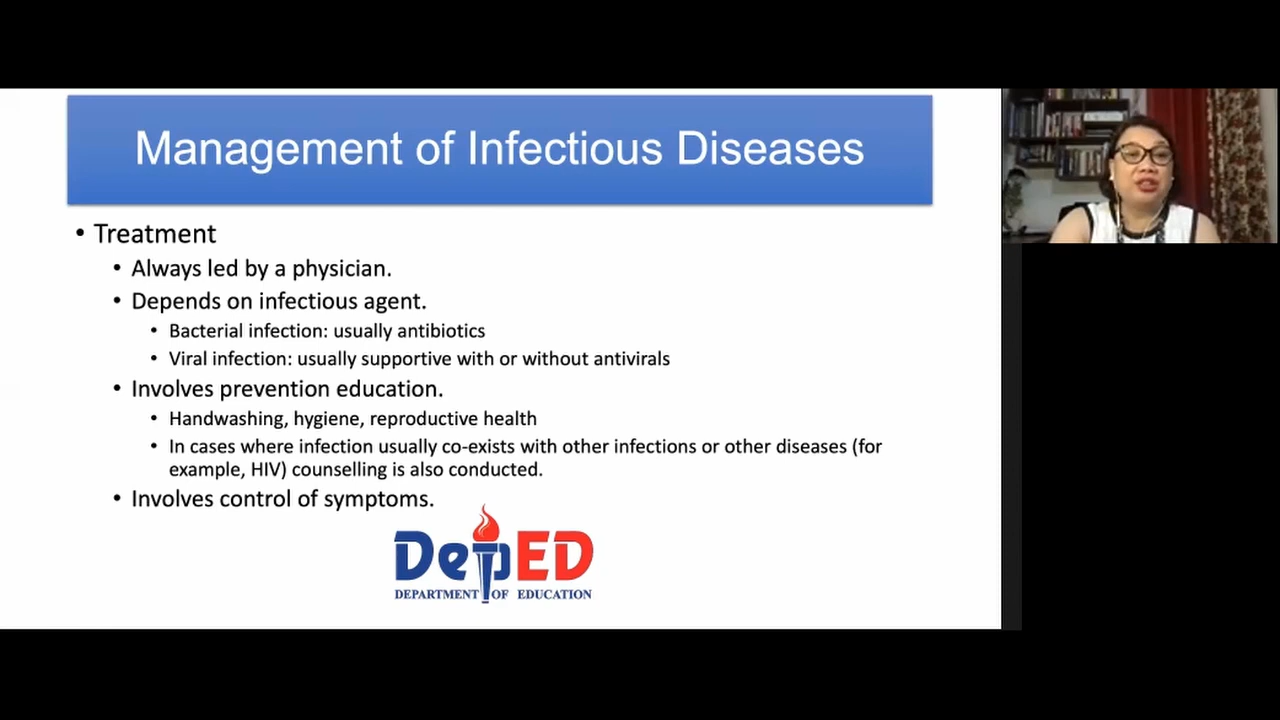 Management of Infectious Diseases
• Treatment
• Always led by a physician.
• Depends on infectious agent.
• Bacterial infection: usually antibiotics
• Viral infection: usually supportive with or without antivirals
• Involves prevention education.
• Handwashing, hygiene, reproductive health
• In cases where infection usually co-exists with other infections or other diseases (for
example, HIV) counselling is also conducted.
• Involves control of symptoms.
DepED
DEPARTMENT OF EDUCATION